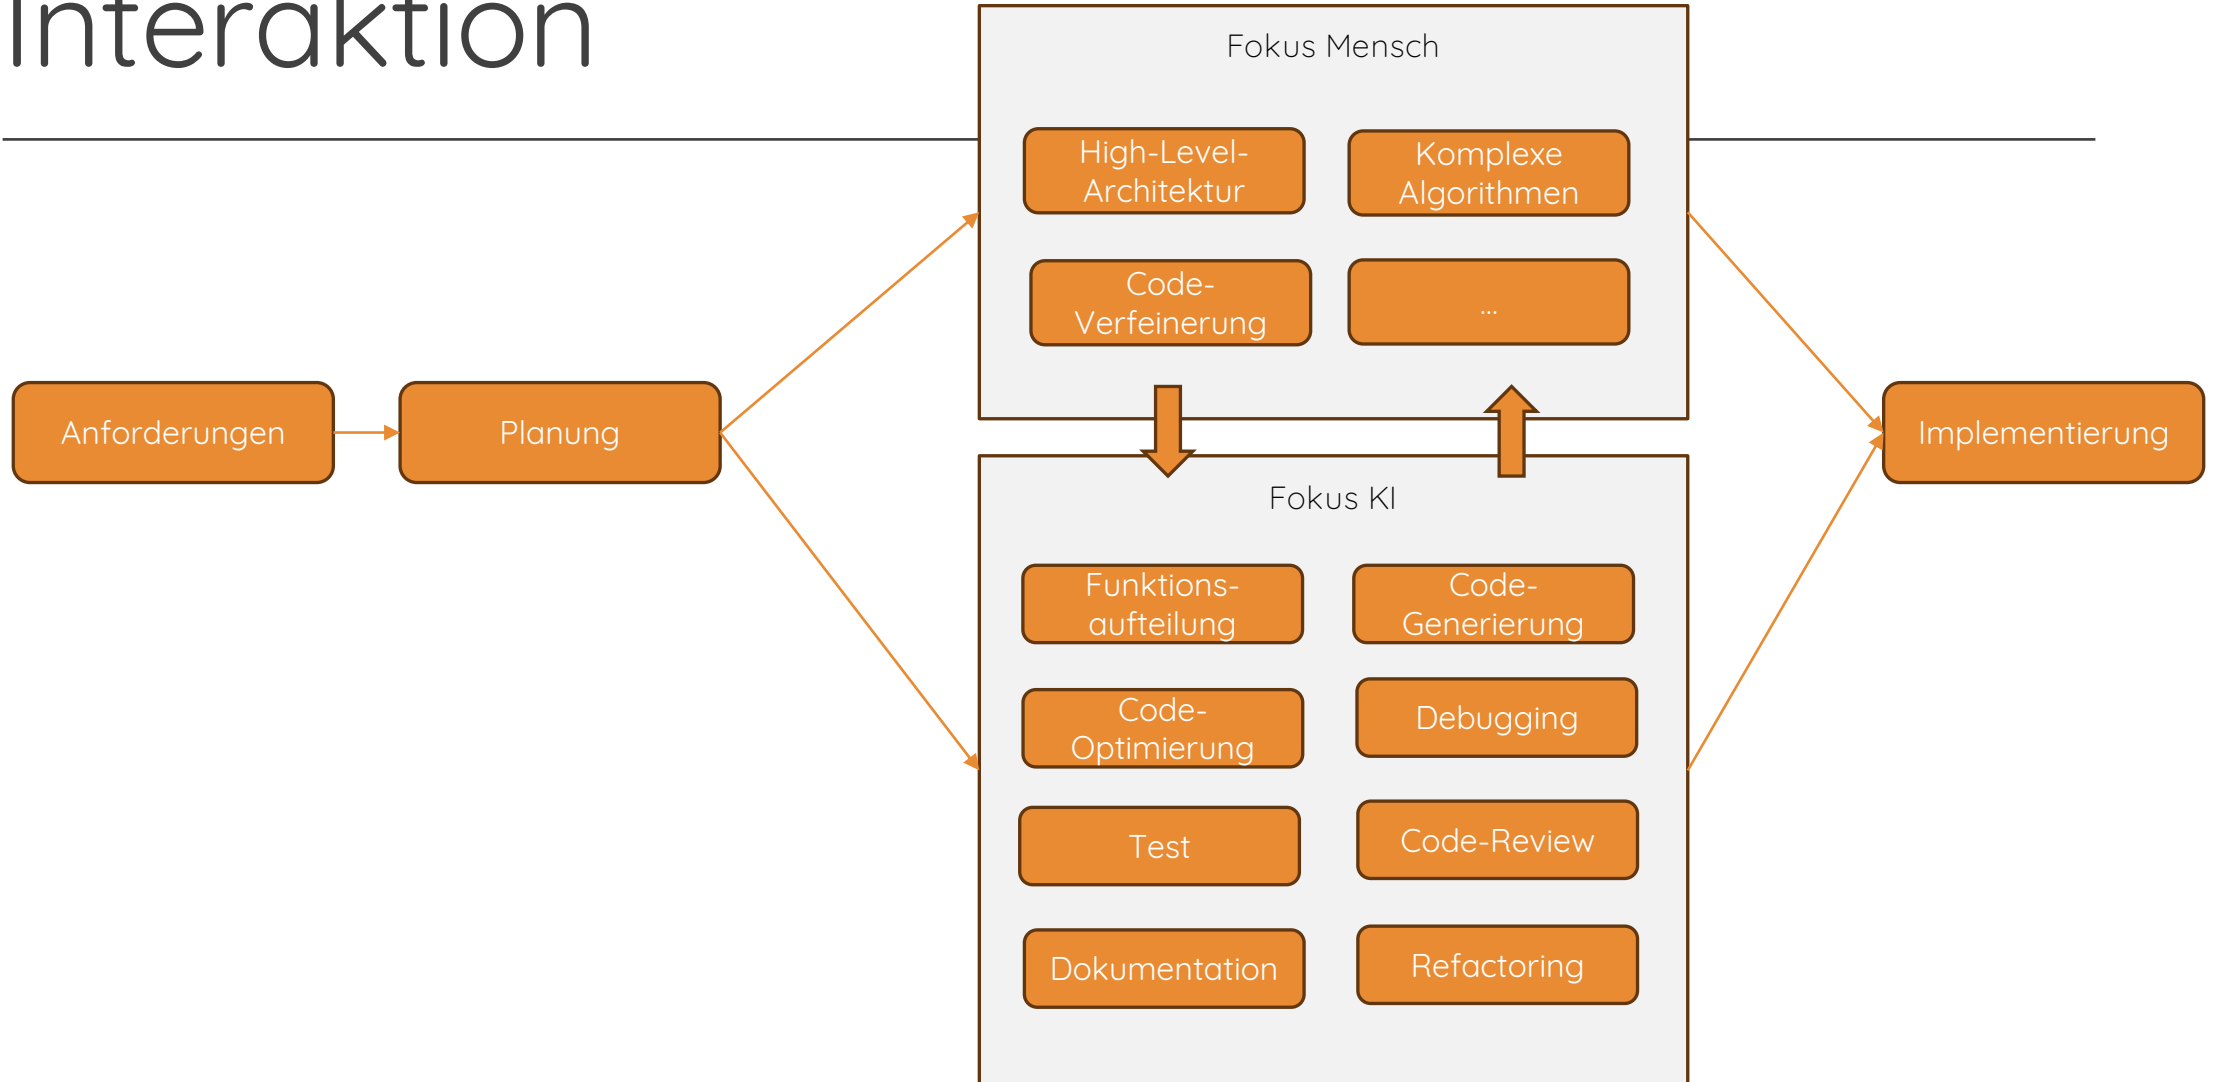 Interaktion
Fokus Mensch
High-Level-
Architektur
Komplexe
Algorithmen
Code-
Verfeinerung
...
Anforderungen
Planung
Implementierung
Fokus KI
Funktions-
aufteilung
Code-
Generierung
Code-
Optimierung
Debugging
Test
Code-Review
Dokumentation
Refactoring